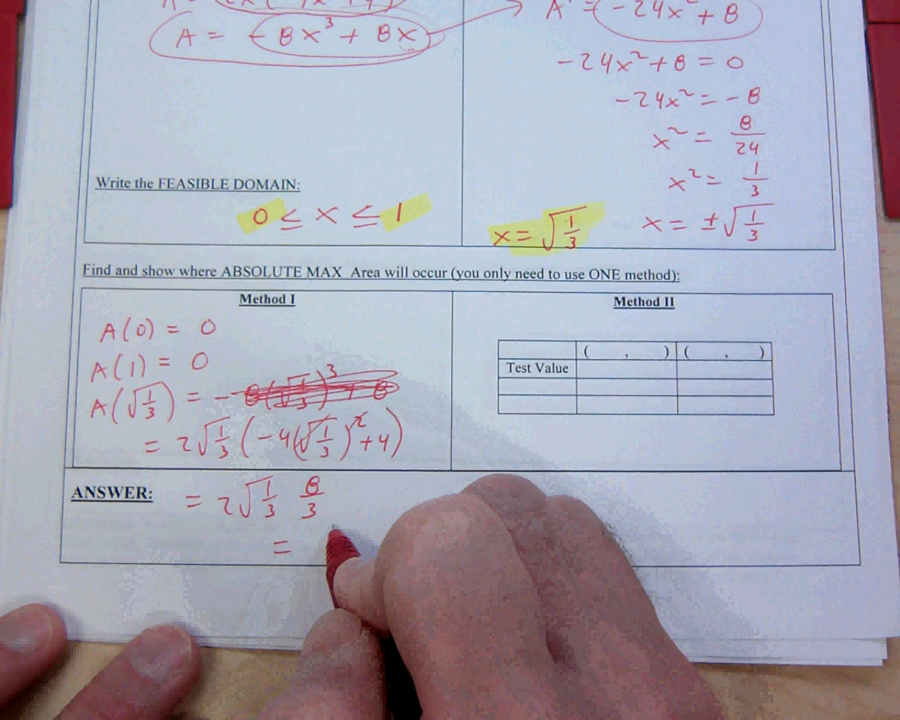 A = -8x³ + 8x
A' = -24x² + 8
-24x² + 8 = 0
-24x² = -8
x² = 8/24
x² = 1/3
x = ±√(1/3)
Write the FEASIBLE DOMAIN:
0 ≤ x ≤ 1
x = √(1/3)
Find and show where ABSOLUTE MAX Area will occur (you only need to use ONE method):
Method I
A(0) = 0
A(1) = 0
A(√(1/3)) = -
= 2√(1/3) (-4(√(1/3))² + 4)
Method II
( , ) ( , )
Test Value
ANSWER: = 2√(1/3) 8/3
=